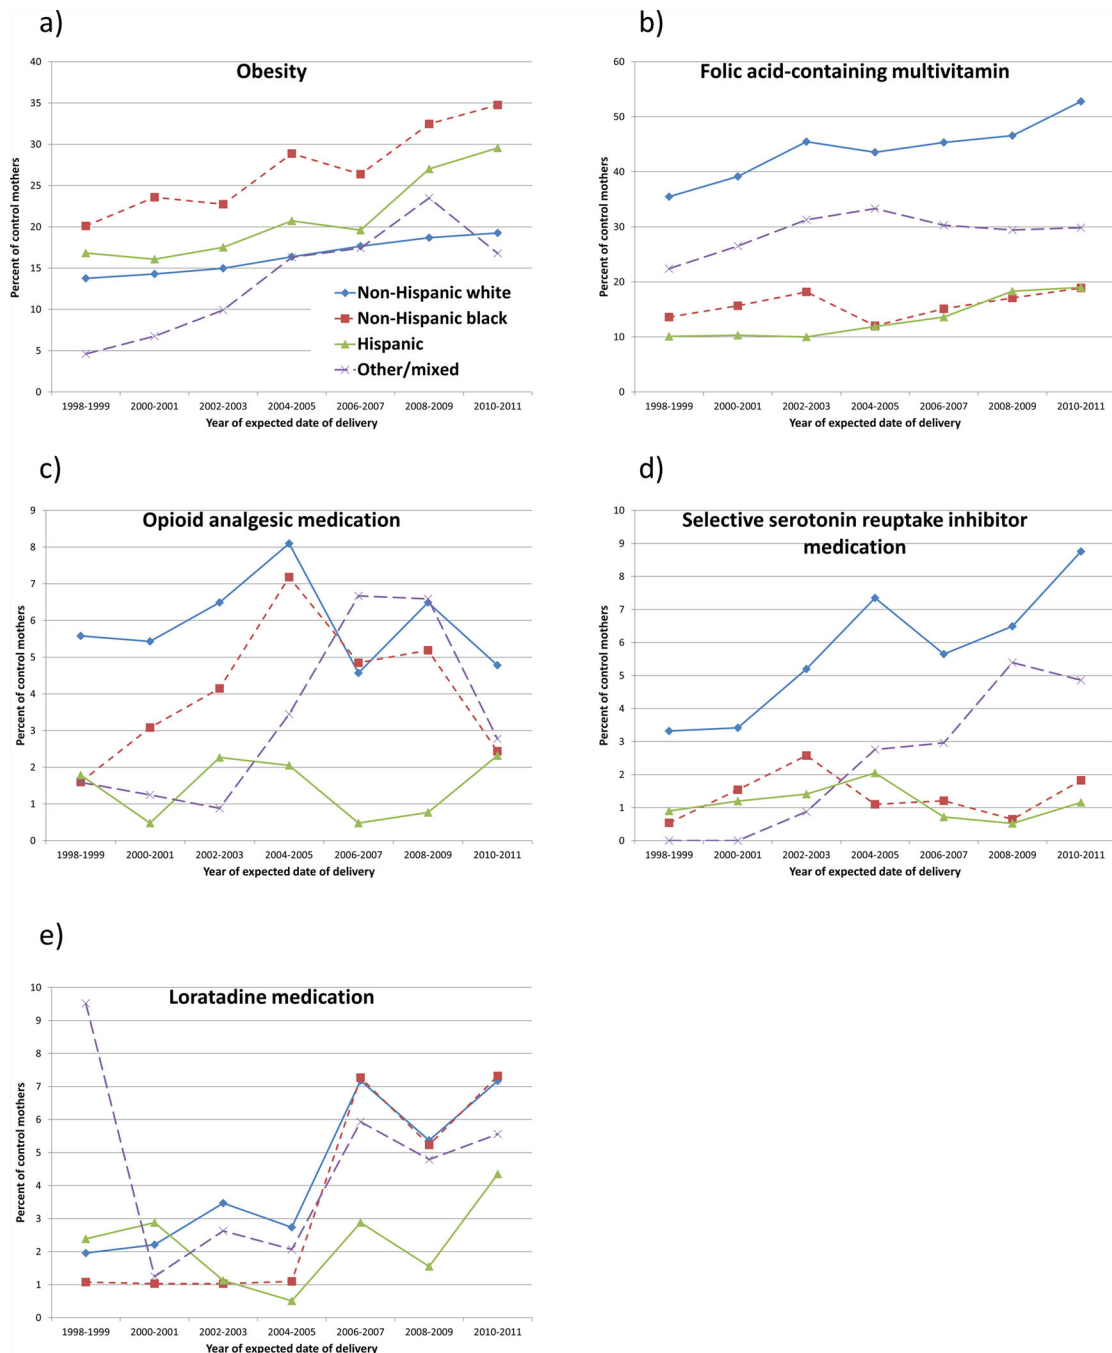 a)
Obesity
Percent of control mothers
40
35
30
25
20
15
10
5
0
Non-Hispanic white
Non-Hispanic black
Hispanic
Other/mixed
1998-1999 2000-2001 2002-2003 2004-2005 2006-2007 2008-2009 2010-2011
Year of expected date of delivery
b)
Folic acid-containing multivitamin
Percent of control mothers
60
50
40
30
20
10
0
1998-1999 2000-2001 2002-2003 2004-2005 2006-2007 2008-2009 2010-2011
Year of expected date of delivery
c)
Opioid analgesic medication
Percent of control mothers
9
8
7
6
5
4
3
2
1
0
1998-1999 2000-2001 2002-2003 2004-2005 2006-2007 2008-2009 2010-2011
Year of expected date of delivery
d)
Selective serotonin reuptake inhibitor
medication
Percent of control mothers
10
9
8
7
6
5
4
3
2
1
0
1998-1999 2000-2001 2002-2003 2004-2005 2006-2007 2008-2009 2010-2011
Year of expected date of delivery
e)
Loratadine medication
Percent of control mothers
10
9
8
7
6
5
4
3
2
1
0
1998-1999 2000-2001 2002-2003 2004-2005 2006-2007 2008-2009 2010-2011
Year of expected date of delivery